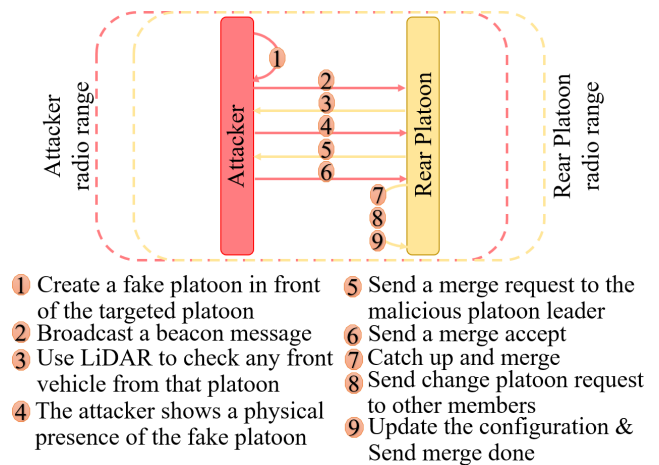 Attacker
radio range
Attacker
Rear Platoon
Rear Platoon
radio range
1
2
3
4
5
6
7
8
9
1 Create a fake platoon in front
of the targeted platoon
2 Broadcast a beacon message
3 Use LiDAR to check any front
vehicle from that platoon
4 The attacker shows a physical
presence of the fake platoon
5 Send a merge request to the
malicious platoon leader
6 Send a merge accept
7 Catch up and merge
8 Send change platoon request
to other members
9 Update the configuration &
Send merge done